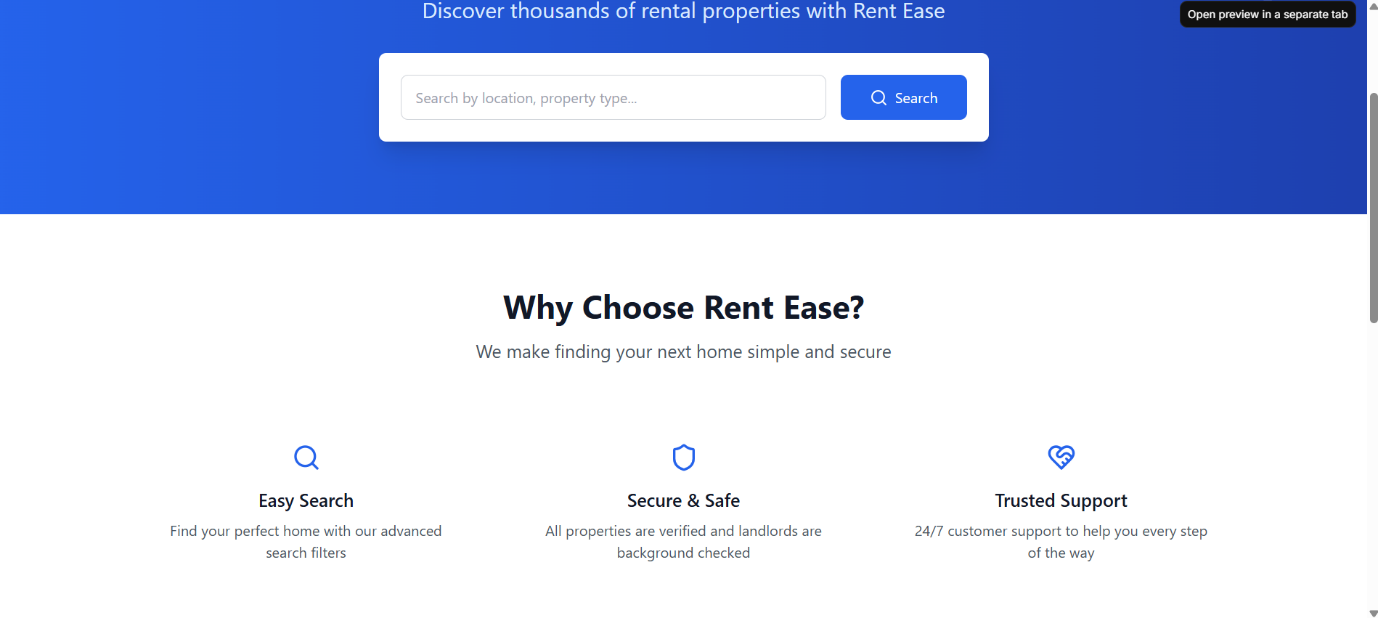 Discover thousands of rental properties with Rent Ease
Open preview in a separate tab
Search by location, property type...
Search
Why Choose Rent Ease?
We make finding your next home simple and secure
Easy Search
Find your perfect home with our advanced
search filters
Secure & Safe
All properties are verified and landlords are
background checked
Trusted Support
24/7 customer support to help you every step
of the way